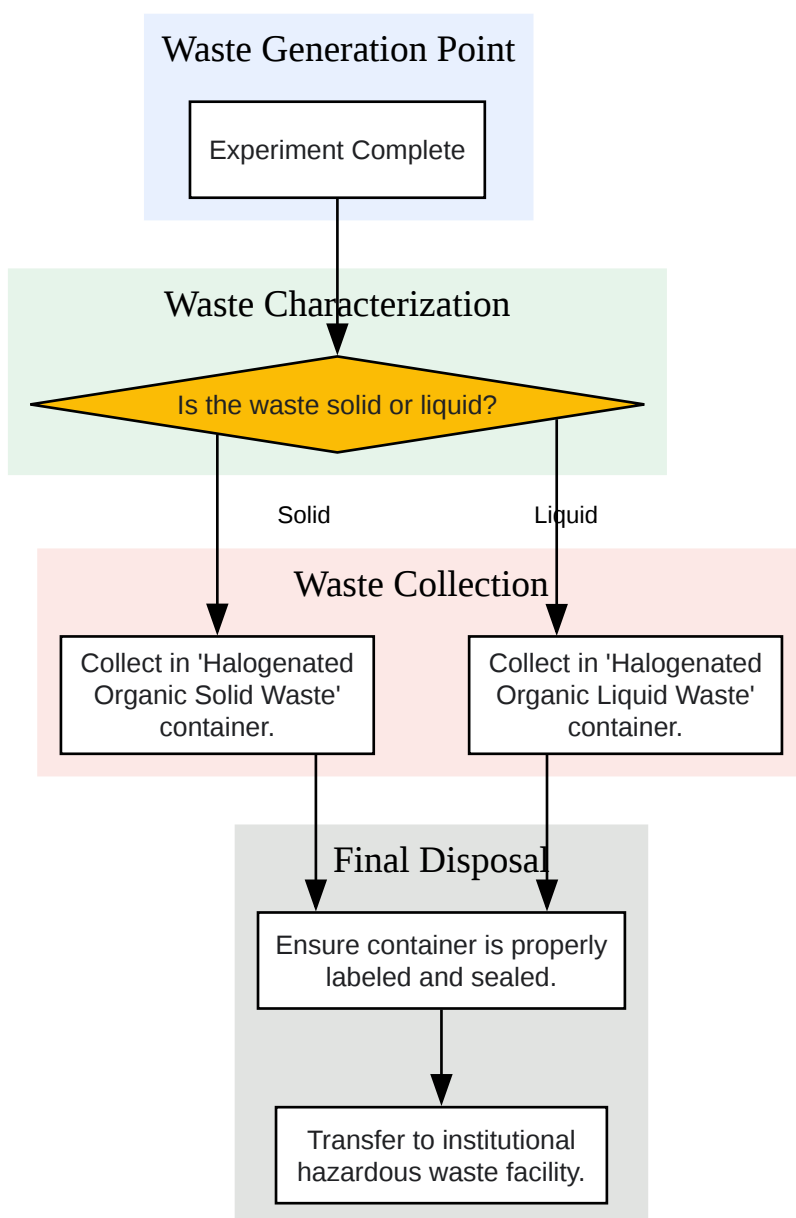 Waste Generation Point
Experiment Complete
Waste Characterization
Is the waste solid or liquid?
Solid
Liquid
Waste Collection
Collect in 'Halogenated
Organic Solid Waste'
container.
Collect in 'Halogenated
Organic Liquid Waste'
container.
Final Disposal
Ensure container is properly
labeled and sealed.
Transfer to institutional
hazardous waste facility.